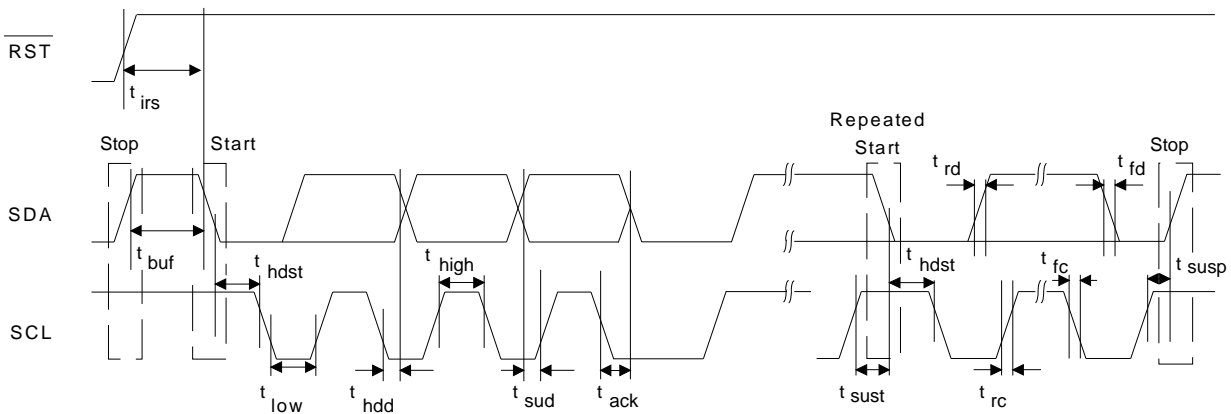 RST
t irs
Repeated
Stop Start Start Stop
t rd t fd
SDA
t buf t hdst t high t hdst t fc t susp
SCL
t low t hdd t sud t ack t sust t rc